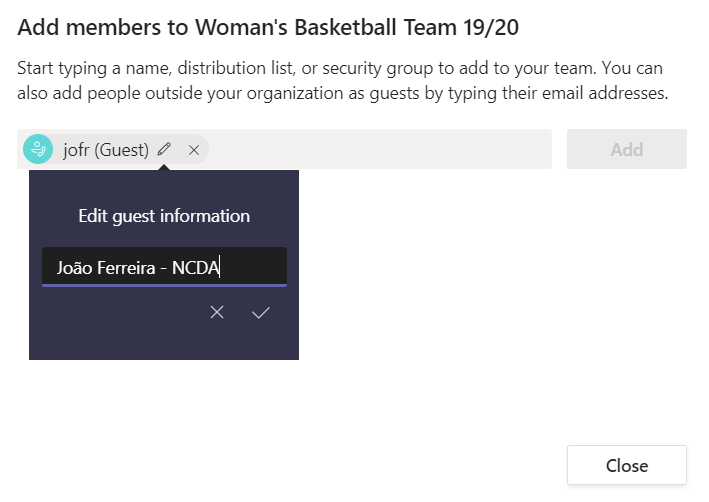 Add members to Woman's Basketball Team 19/20
Start typing a name, distribution list, or security group to add to your team. You can
also add people outside your organization as guests by typing their email addresses.
jofr (Guest)
Add
Edit guest information
João Ferreira - NCDA
Close